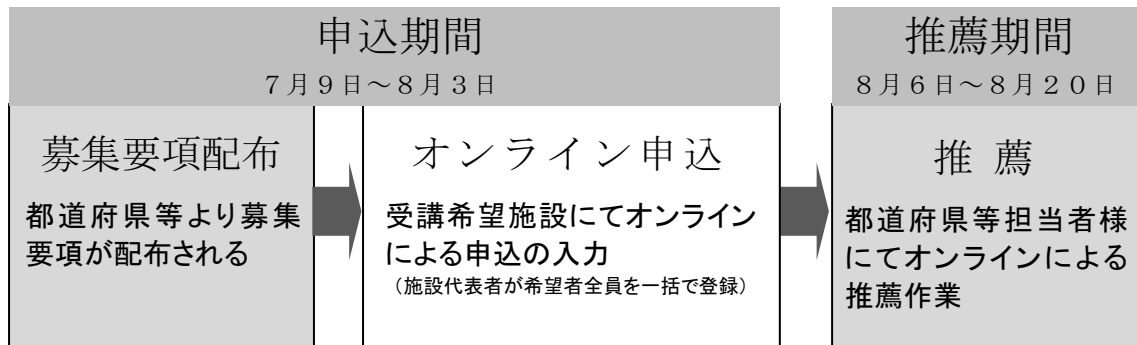 申込期間
７月９日～８月３日
推薦期間
８月６日～８月２０日
募集要項配布
都道府県等より募集
要項が配布される
オンライン申込
受講希望施設にてオンライン
による申込の入力
（施設代表者が希望者全員を一括で登録）
推 薦
都道府県等担当者様
にてオンラインによる
推薦作業